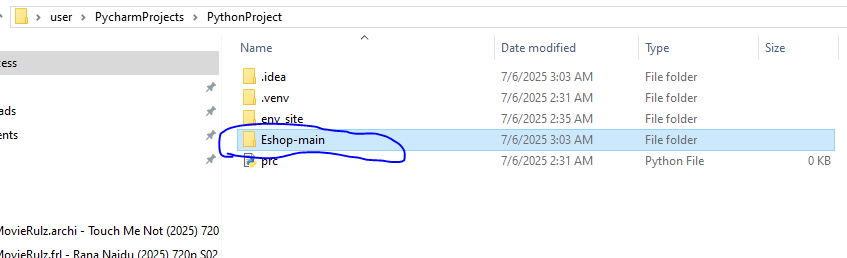 user > PycharmProjects > PythonProject
Name Date modified Type Size
cess
.idea 7/6/2025 3:03 AM File folder
ads .venv 7/6/2025 2:31 AM File folder
env_site 7/6/2025 2:35 AM File folder
ents Eshop-main 7/6/2025 3:03 AM File folder
prc 7/6/2025 2:31 AM Python File 0 KB
MovieRulz.archi - Touch Me Not (2025) 720
MovieRulz.frl - Rana Naidu (2025) 720p S02